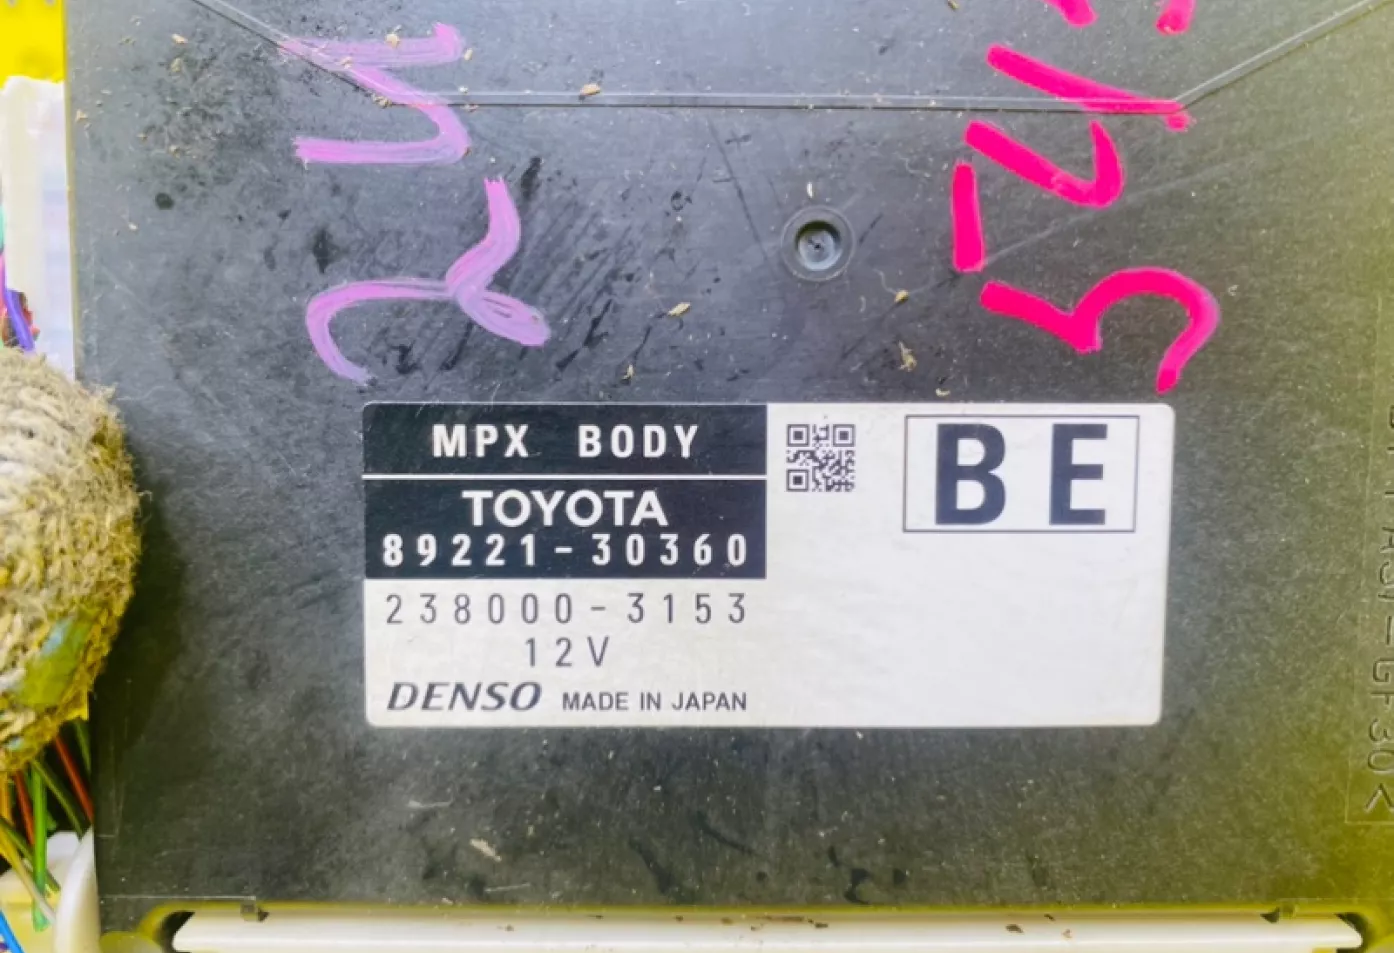 MPX BODY
TOYOTA
89221-30360
238000-3153
12V
DENSO MADE IN JAPAN
BE